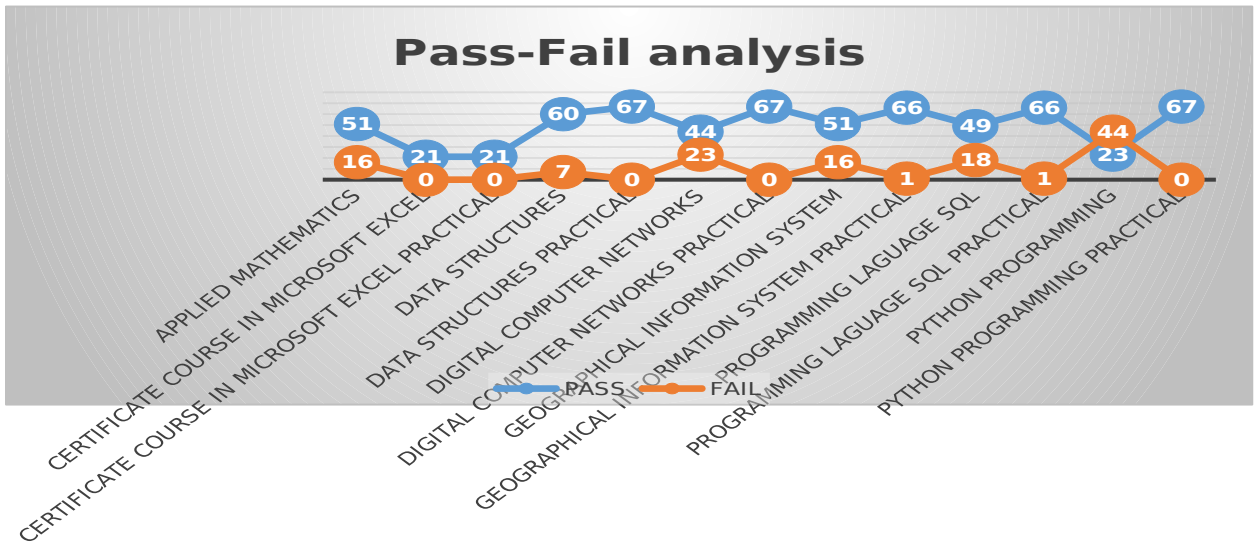 Pass-Fail analysis
51 21 21 60 67 44 67 51 66 49 66 23 67
16 0 0 7 0 23 0 16 1 18 1 44 0
APPLIED MATHEMATICS
CERTIFICATE COURSE IN MICROSOFT EXCEL
CERTIFICATE COURSE IN MICROSOFT EXCEL PRACTICAL
DATA STRUCTURES
DATA STRUCTURES PRACTICAL
DIGITAL COMPUTER NETWORKS
DIGITAL COMPUTER NETWORKS PRACTICAL
GEOGRAPHICAL INFORMATION SYSTEM
GEOGRAPHICAL INFORMATION SYSTEM PRACTICAL
PROGRAMMING LAGUAGE SQL
PROGRAMMING LAGUAGE SQL PRACTICAL
PYTHON PROGRAMMING
PYTHON PROGRAMMING PRACTICAL
PASS FAIL